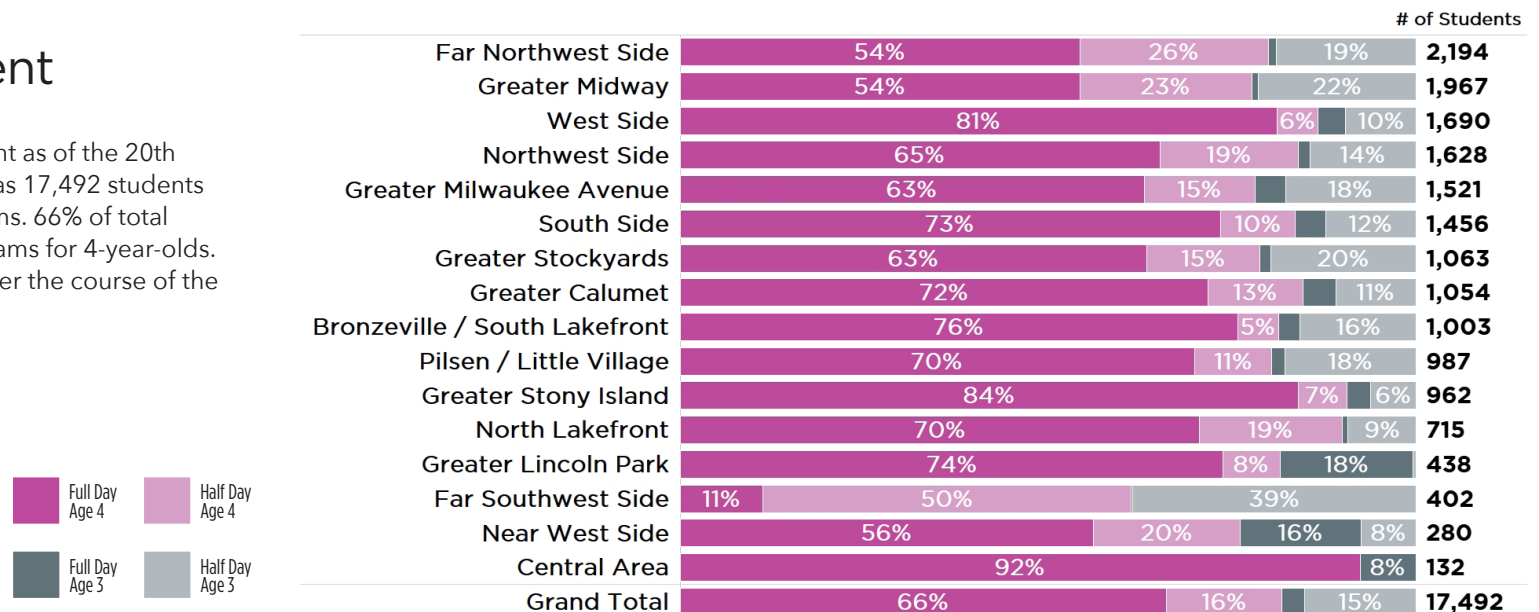 # of Students
ent
nt as of the 20th
as 17,492 students
ns. 66% of total
ams for 4-year-olds.
er the course of the
Far Northwest Side 54% 26% 19% 2,194
Greater Midway 54% 23% 22% 1,967
West Side 81% 6% 10% 1,690
Northwest Side 65% 19% 14% 1,628
Greater Milwaukee Avenue 63% 15% 18% 1,521
South Side 73% 10% 12% 1,456
Greater Stockyards 63% 15% 20% 1,063
Greater Calumet 72% 13% 11% 1,054
Bronzeville / South Lakefront 76% 5% 16% 1,003
Pilsen / Little Village 70% 11% 18% 987
Greater Stony Island 84% 7% 6% 962
North Lakefront 70% 19% 9% 715
Greater Lincoln Park 74% 8% 18% 438
Far Southwest Side 11% 50% 39% 402
Near West Side 56% 20% 16% 8% 280
Central Area 92% 8% 132
Grand Total 66% 16% 15% 17,492
Full Day
Age 4
Half Day
Age 4
Full Day
Age 3
Half Day
Age 3